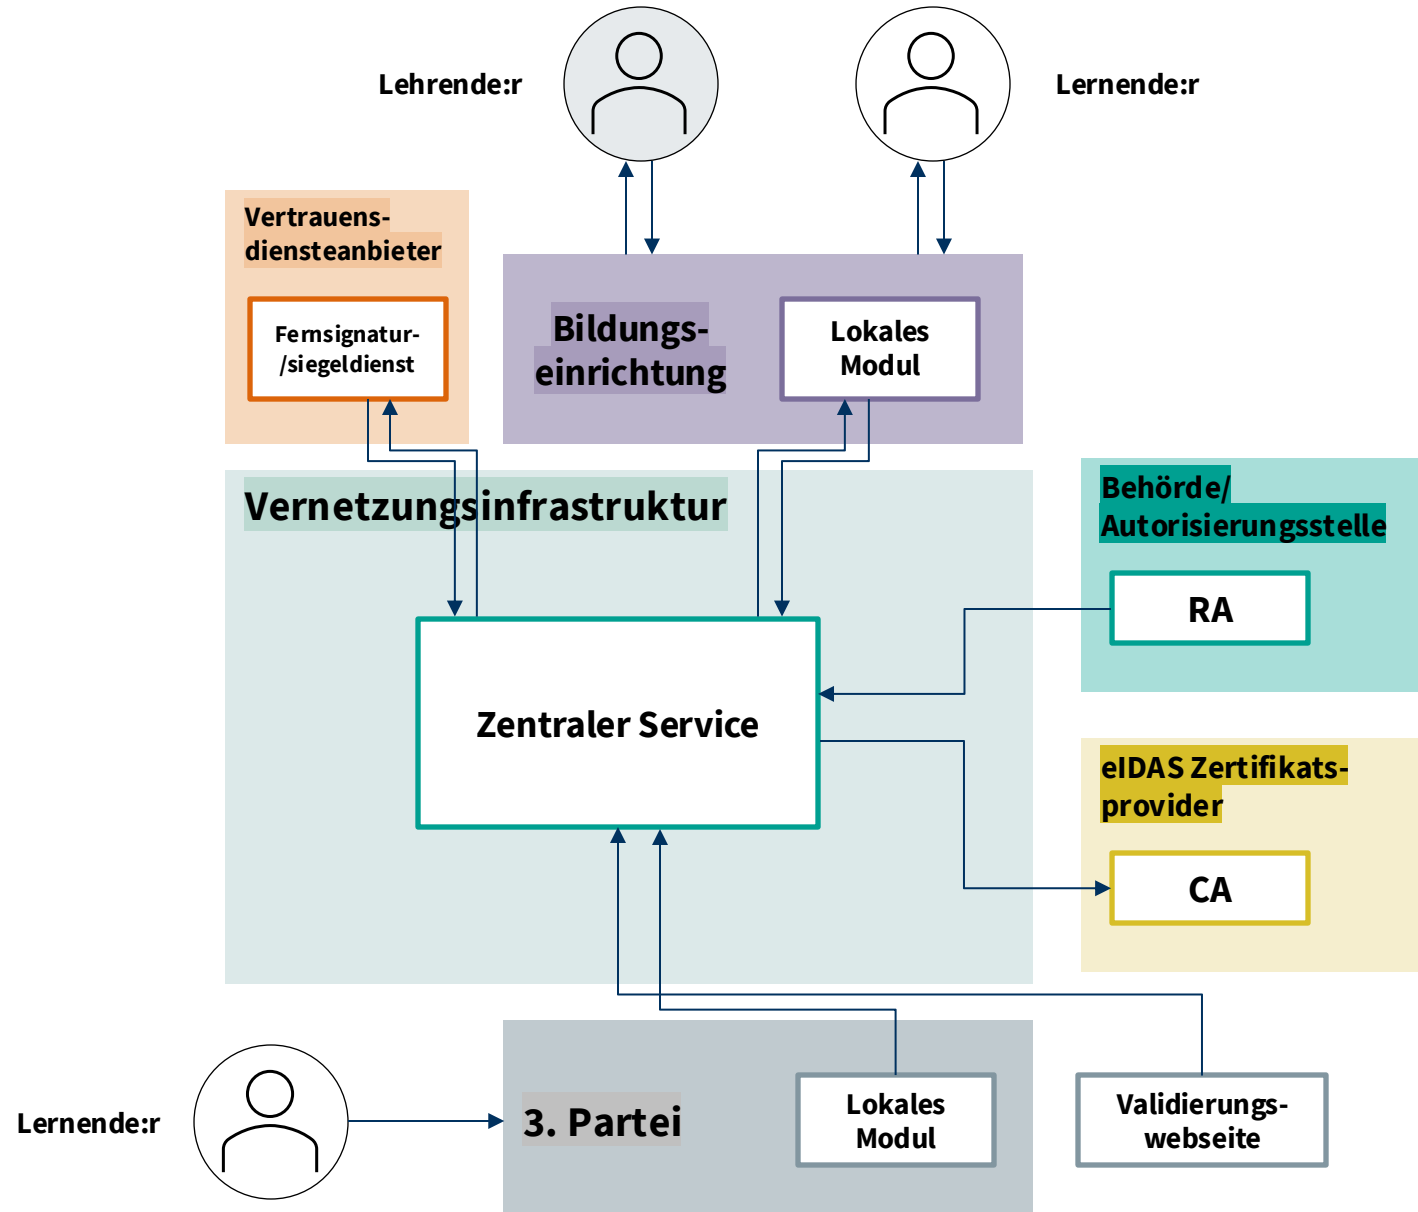 Lehrende:r
Lernende:r
Vertrauens-
diensteanbieter
Fernsignatur-
/siegeldienst
Bildungs-
einrichtung
Lokales
Modul
Vernetzungsinfrastruktur
Behörde/
Autorisierungsstelle
RA
Zentraler Service
eIDAS Zertifikats-
provider
CA
Lernende:r
3. Partei
Lokales
Modul
Validierungs-
webseite